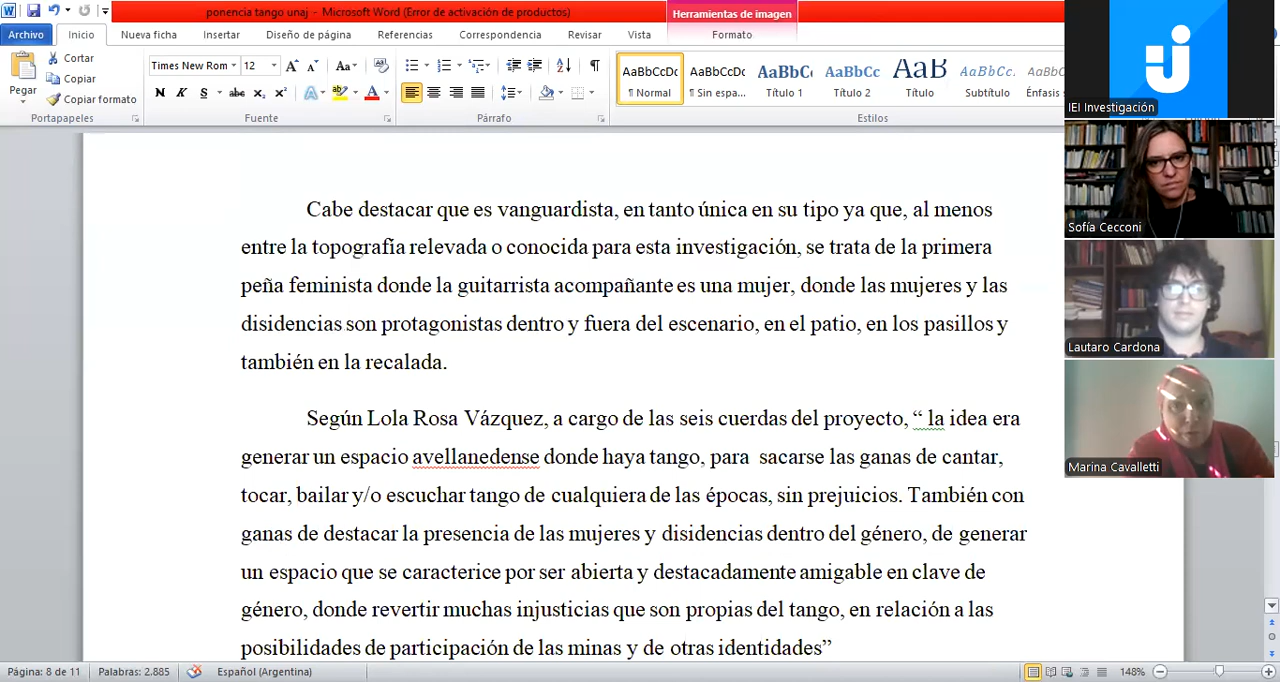 ponencia tango unaj - Microsoft Word (Error de activación de productos)
Herramientas de imagen
Archivo
Inicio
Nueva ficha
Insertar
Diseño de página
Referencias
Correspondencia
Revisar
Vista
Formato
Pegar
Cortar
Copiar
Copiar formato
Portapapeles
Times New Rom
12
Aa
N K S abc x₂ x²
Fuente
Párrafo
AaBbCcDc
¶ Normal
AaBbCcDc
¶ Sin espa...
AaBbC
Título 1
AaBbCc
Título 2
AaB
Título
AaBbCc.
Subtítulo
AaBbCc
Énfasis
Estilos
IEI Investigación
Sofía Cecconi
Lautaro Cardona
Marina Cavalletti
Cabe destacar que es vanguardista, en tanto única en su tipo ya que, al menos
entre la topografía relevada o conocida para esta investigación, se trata de la primera
peña feminista donde la guitarrista acompañante es una mujer, donde las mujeres y las
disidencias son protagonistas dentro y fuera del escenario, en el patio, en los pasillos y
también en la recalada.
Según Lola Rosa Vázquez, a cargo de las seis cuerdas del proyecto, “ la idea era
generar un espacio avellanedense donde haya tango, para  sacarse las ganas de cantar,
tocar, bailar y/o escuchar tango de cualquiera de las épocas, sin prejuicios. También con
ganas de destacar la presencia de las mujeres y disidencias dentro del género, de generar
un espacio que se caracterice por ser abierta y destacadamente amigable en clave de
género, donde revertir muchas injusticias que son propias del tango, en relación a las
posibilidades de participación de las minas y de otras identidades”
Página: 8 de 11
Palabras: 2.885
Español (Argentina)
148%